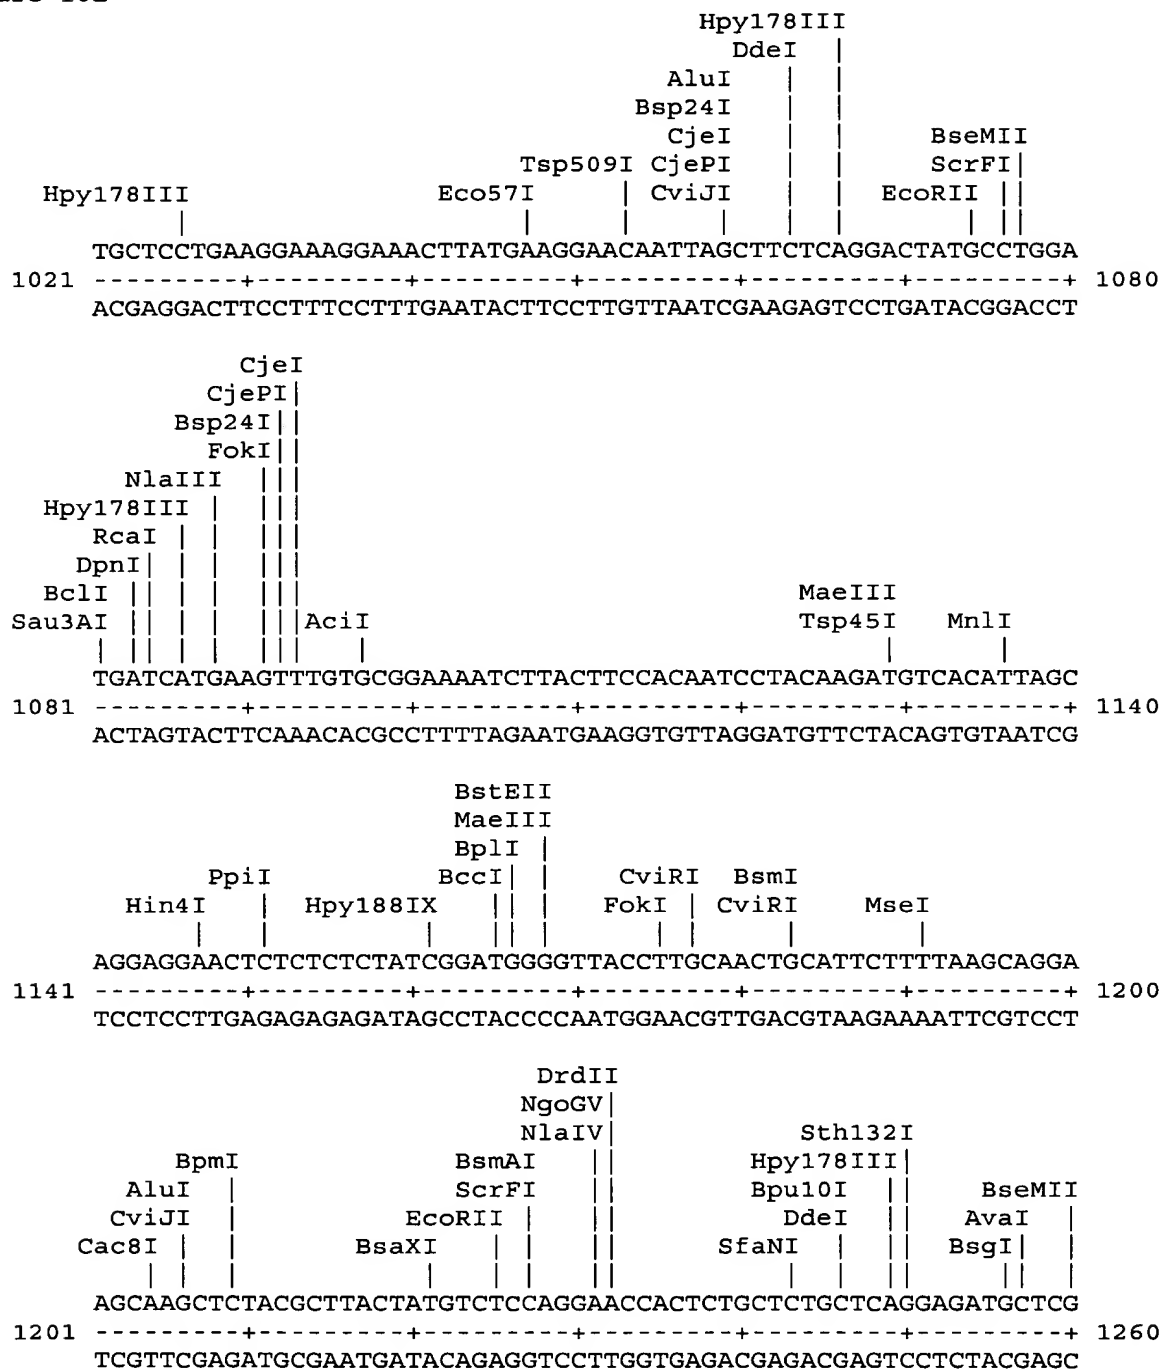 Hpy178III
DdeI
AluI
Bsp24I
CjeI BseMII
Tsp509I CjePI ScrFI
Hpy178III Eco57I CviJI EcoRII
TGCTCCTGAAGGAAAGGAAACTTATGAAGGAACAATTAGCTTCTCAGGACTATGCCTGGA
1021 ---------+---------+---------+---------+---------+---------+ 1080
ACGAGGACTTCCTTTCCTTTGAATACTTCCTTGTTAATCGAAGAGTCCTGATACGGACCT
CjeI
CjePI
Bsp24I
FokI
NlaIII
Hpy178III
RcaI
DpnI
BclI MaeIII
Sau3AI AciI Tsp45I MnlI
TGATCATGAAGTTTGTGCGGAAAATCTTACTTCCACAATCCTACAAGATGTCACATTAGC
1081 ---------+---------+---------+---------+---------+---------+ 1140
ACTAGTACTTCAAACACGCCTTTTAGAATGAAGGTGTTAGGATGTTCTACAGTGTAATCG
BstEII
MaeIII
BplI
PpiI BccI CviRI BsmI
Hin4I Hpy188IX FokI CviRI MseI
AGGAGGAACTCTCTCTCTATCGGATGGGGTTACCTTGCAACTGCATTCTTTTAAGCAGGA
1141 ---------+---------+---------+---------+---------+---------+ 1200
TCCTCCTTGAGAGAGAGATAGCCTACCCCAATGGAACGTTGACGTAAGAAAATTCGTCCT
DrdII
NgoGV
NlaIV Sth132I
BpmI BsmAI Hpy178III
AluI ScrFI Bpu10I BseMII
CviJI EcoRII DdeI AvaI
Cac8I BsaXI SfaNI BsgI
AGCAAGCTCTACGCTTACTATGTCTCCAGGAACCACTCTGCTCTGCTCAGGAGATGCTCG
1201 ---------+---------+---------+---------+---------+---------+ 1260
TCGTTCGAGATGCGAATGATACAGAGGTCCTTGGTGAGACGAGACGAGTCCTCTACGAGC